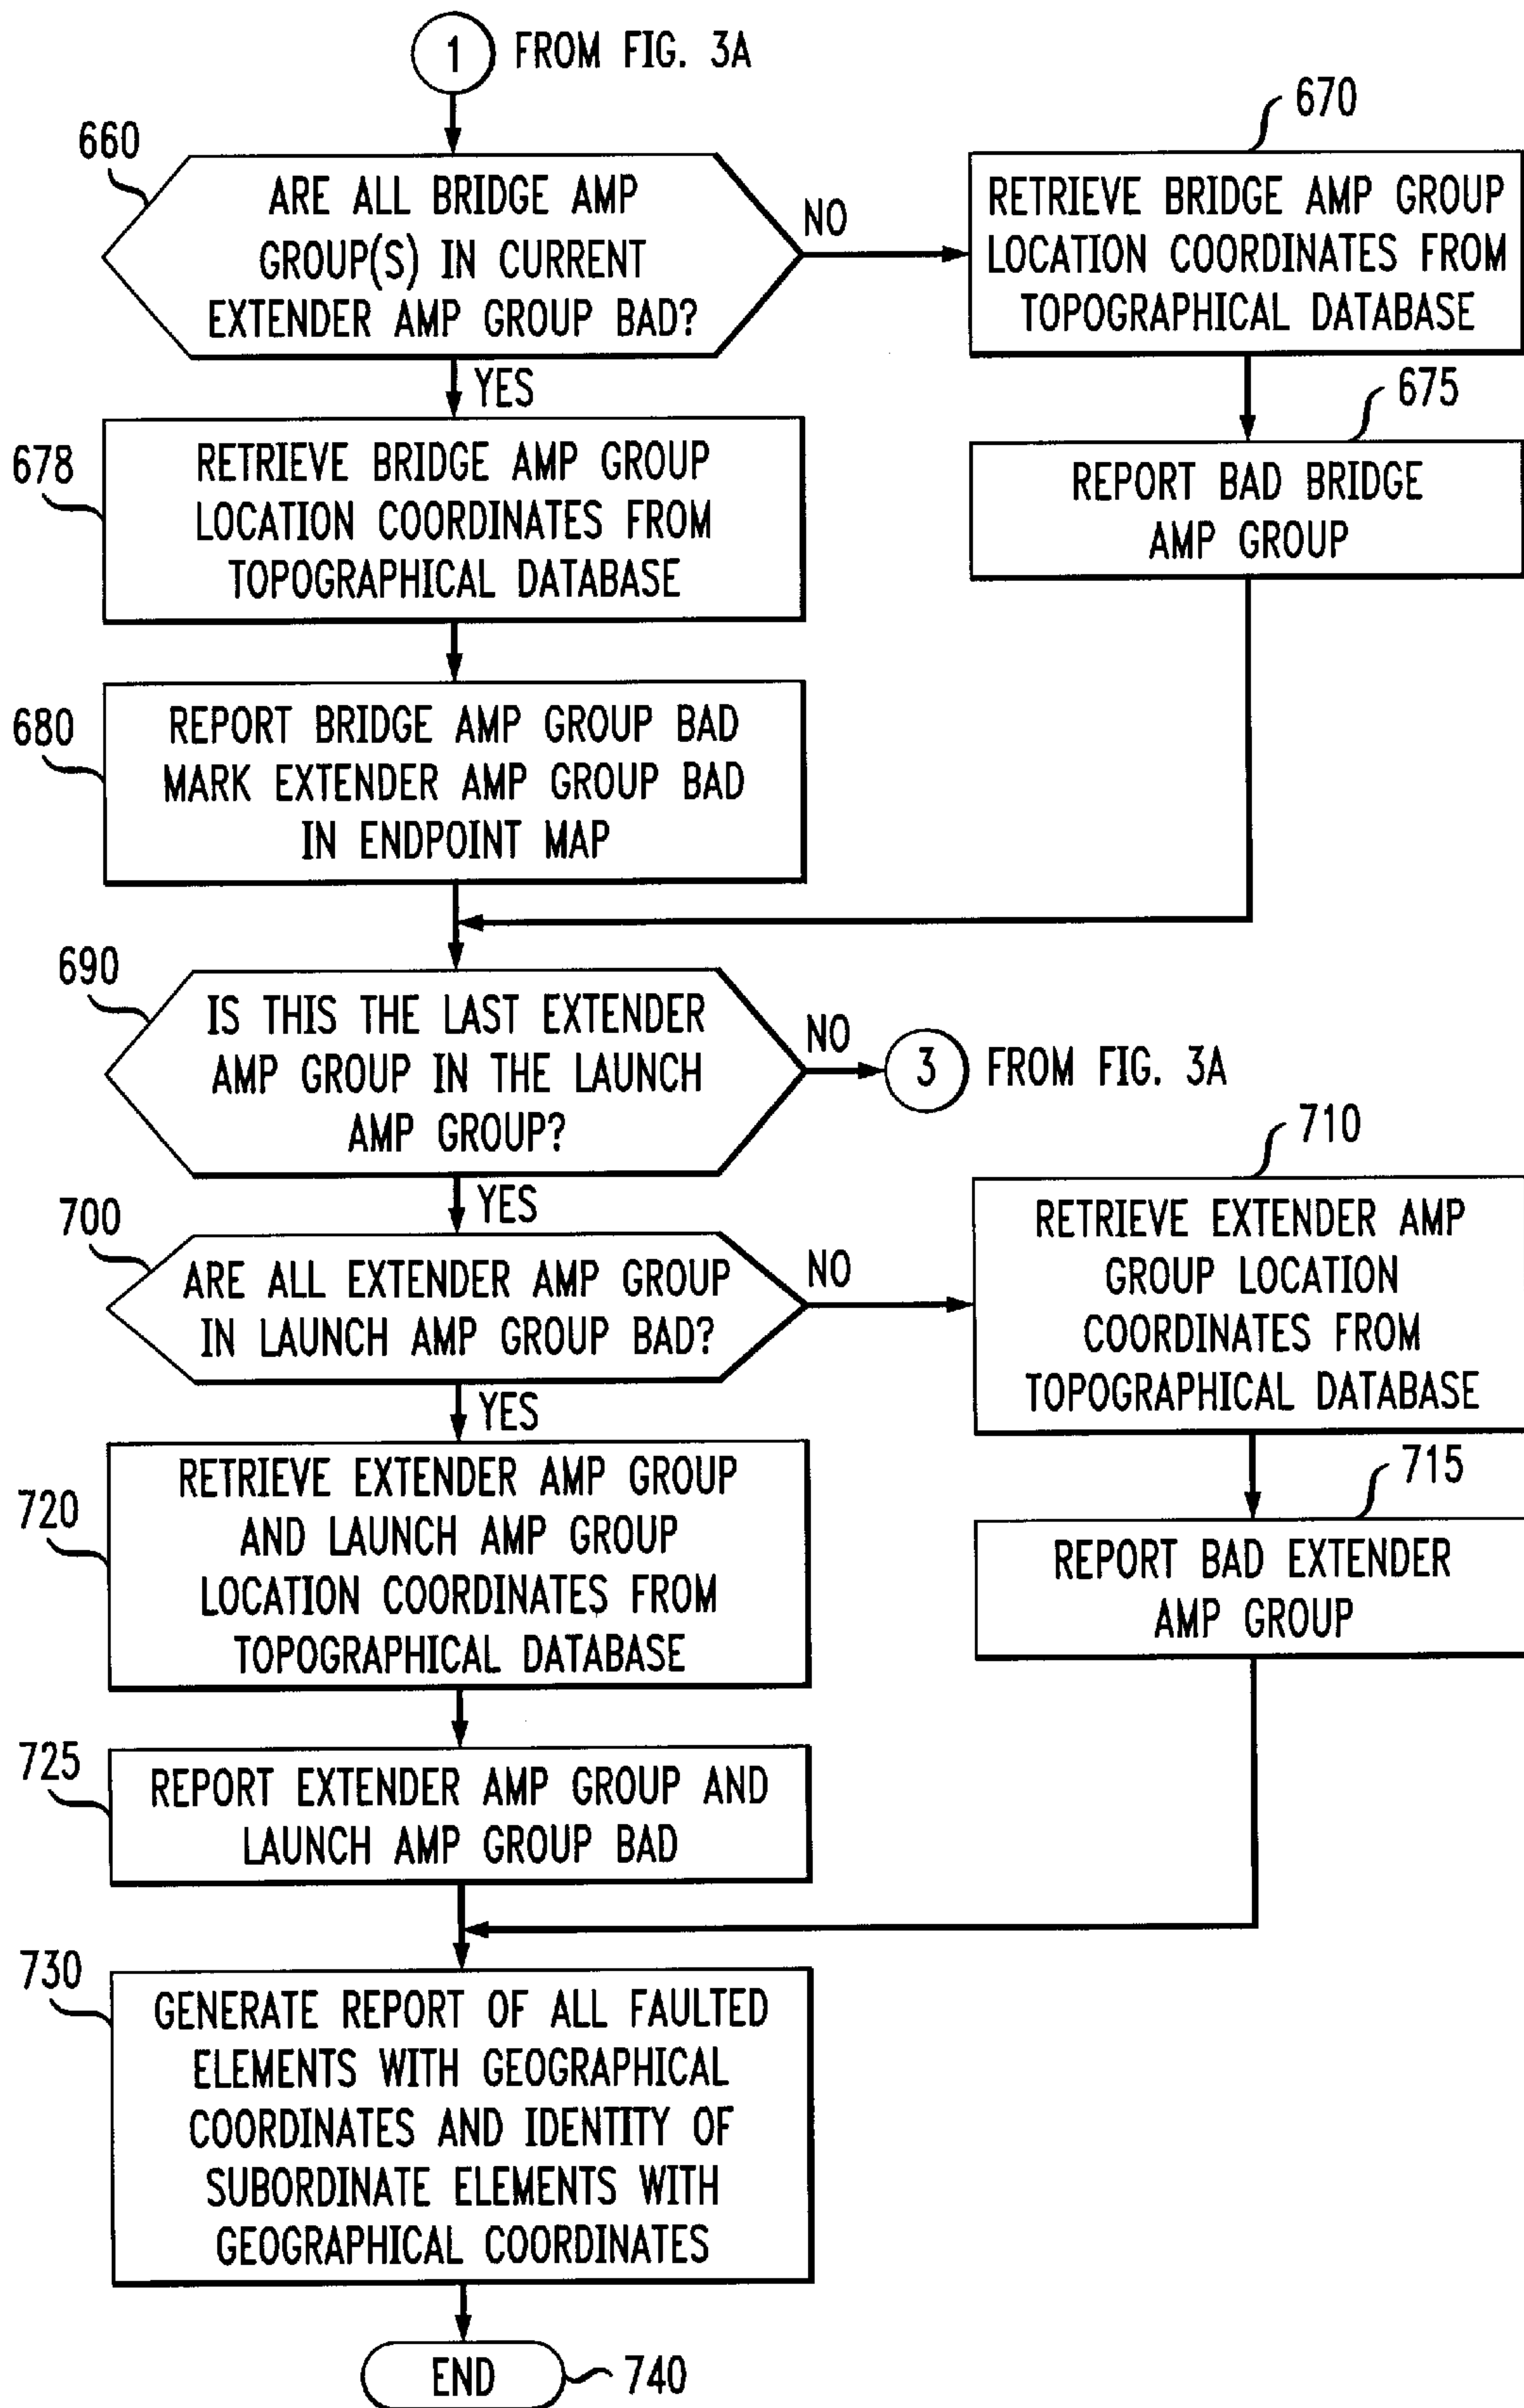 1 FROM FIG. 3A
660
ARE ALL BRIDGE AMP
GROUP(S) IN CURRENT
EXTENDER AMP GROUP BAD?
NO
670
RETRIEVE BRIDGE AMP GROUP
LOCATION COORDINATES FROM
TOPOGRAPHICAL DATABASE
YES
675
REPORT BAD BRIDGE
AMP GROUP
678
RETRIEVE BRIDGE AMP GROUP
LOCATION COORDINATES FROM
TOPOGRAPHICAL DATABASE
680
REPORT BRIDGE AMP GROUP BAD
MARK EXTENDER AMP GROUP BAD
IN ENDPOINT MAP
690
IS THIS THE LAST EXTENDER
AMP GROUP IN THE LAUNCH
AMP GROUP?
NO
3 FROM FIG. 3A
YES
700
ARE ALL EXTENDER AMP GROUP
IN LAUNCH AMP GROUP BAD?
NO
710
RETRIEVE EXTENDER AMP
GROUP LOCATION
COORDINATES FROM
TOPOGRAPHICAL DATABASE
YES
715
REPORT BAD EXTENDER
AMP GROUP
720
RETRIEVE EXTENDER AMP GROUP
AND LAUNCH AMP GROUP
LOCATION COORDINATES FROM
TOPOGRAPHICAL DATABASE
725
REPORT EXTENDER AMP GROUP AND
LAUNCH AMP GROUP BAD
730
GENERATE REPORT OF ALL FAULTED
ELEMENTS WITH GEOGRAPHICAL
COORDINATES AND IDENTITY OF
SUBORDINATE ELEMENTS WITH
GEOGRAPHICAL COORDINATES
END
740